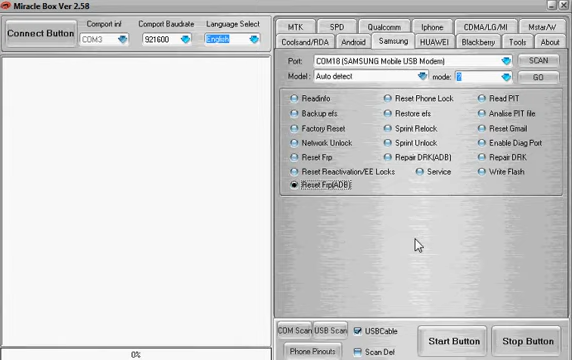 Miracle Box Ver 2.58
Connect Button
Comport inf
Comport Baudrate
Language Select
COM3
921600
English
MTK
SPD
Qualcomm
Iphone
CDMA/LG/MI
Mstar/W
Coolsand/RDA
Android
Samsung
HUAWEI
Blackberry
Tools
About
Port: COM18 (SAMSUNG Mobile USB Modem) SCAN
Model: Auto detect mode: ? GO
Readinfo
Reset Phone Lock
Read PIT
Backup efs
Restore efs
Analise PIT file
Factory Reset
Sprint Relock
Reset Gmail
Network Unlock
Sprint Unlock
Enable Diag Port
Reset Frp
Repair DRK(ADB)
Repair DRK
Reset Reactivation/EE Locks
Service
Write Flash
Reset Frp(ADB)
COM Scan
USB Scan
USBCable
Phone Pinouts
Scan Del
Start Button
Stop Button
0%